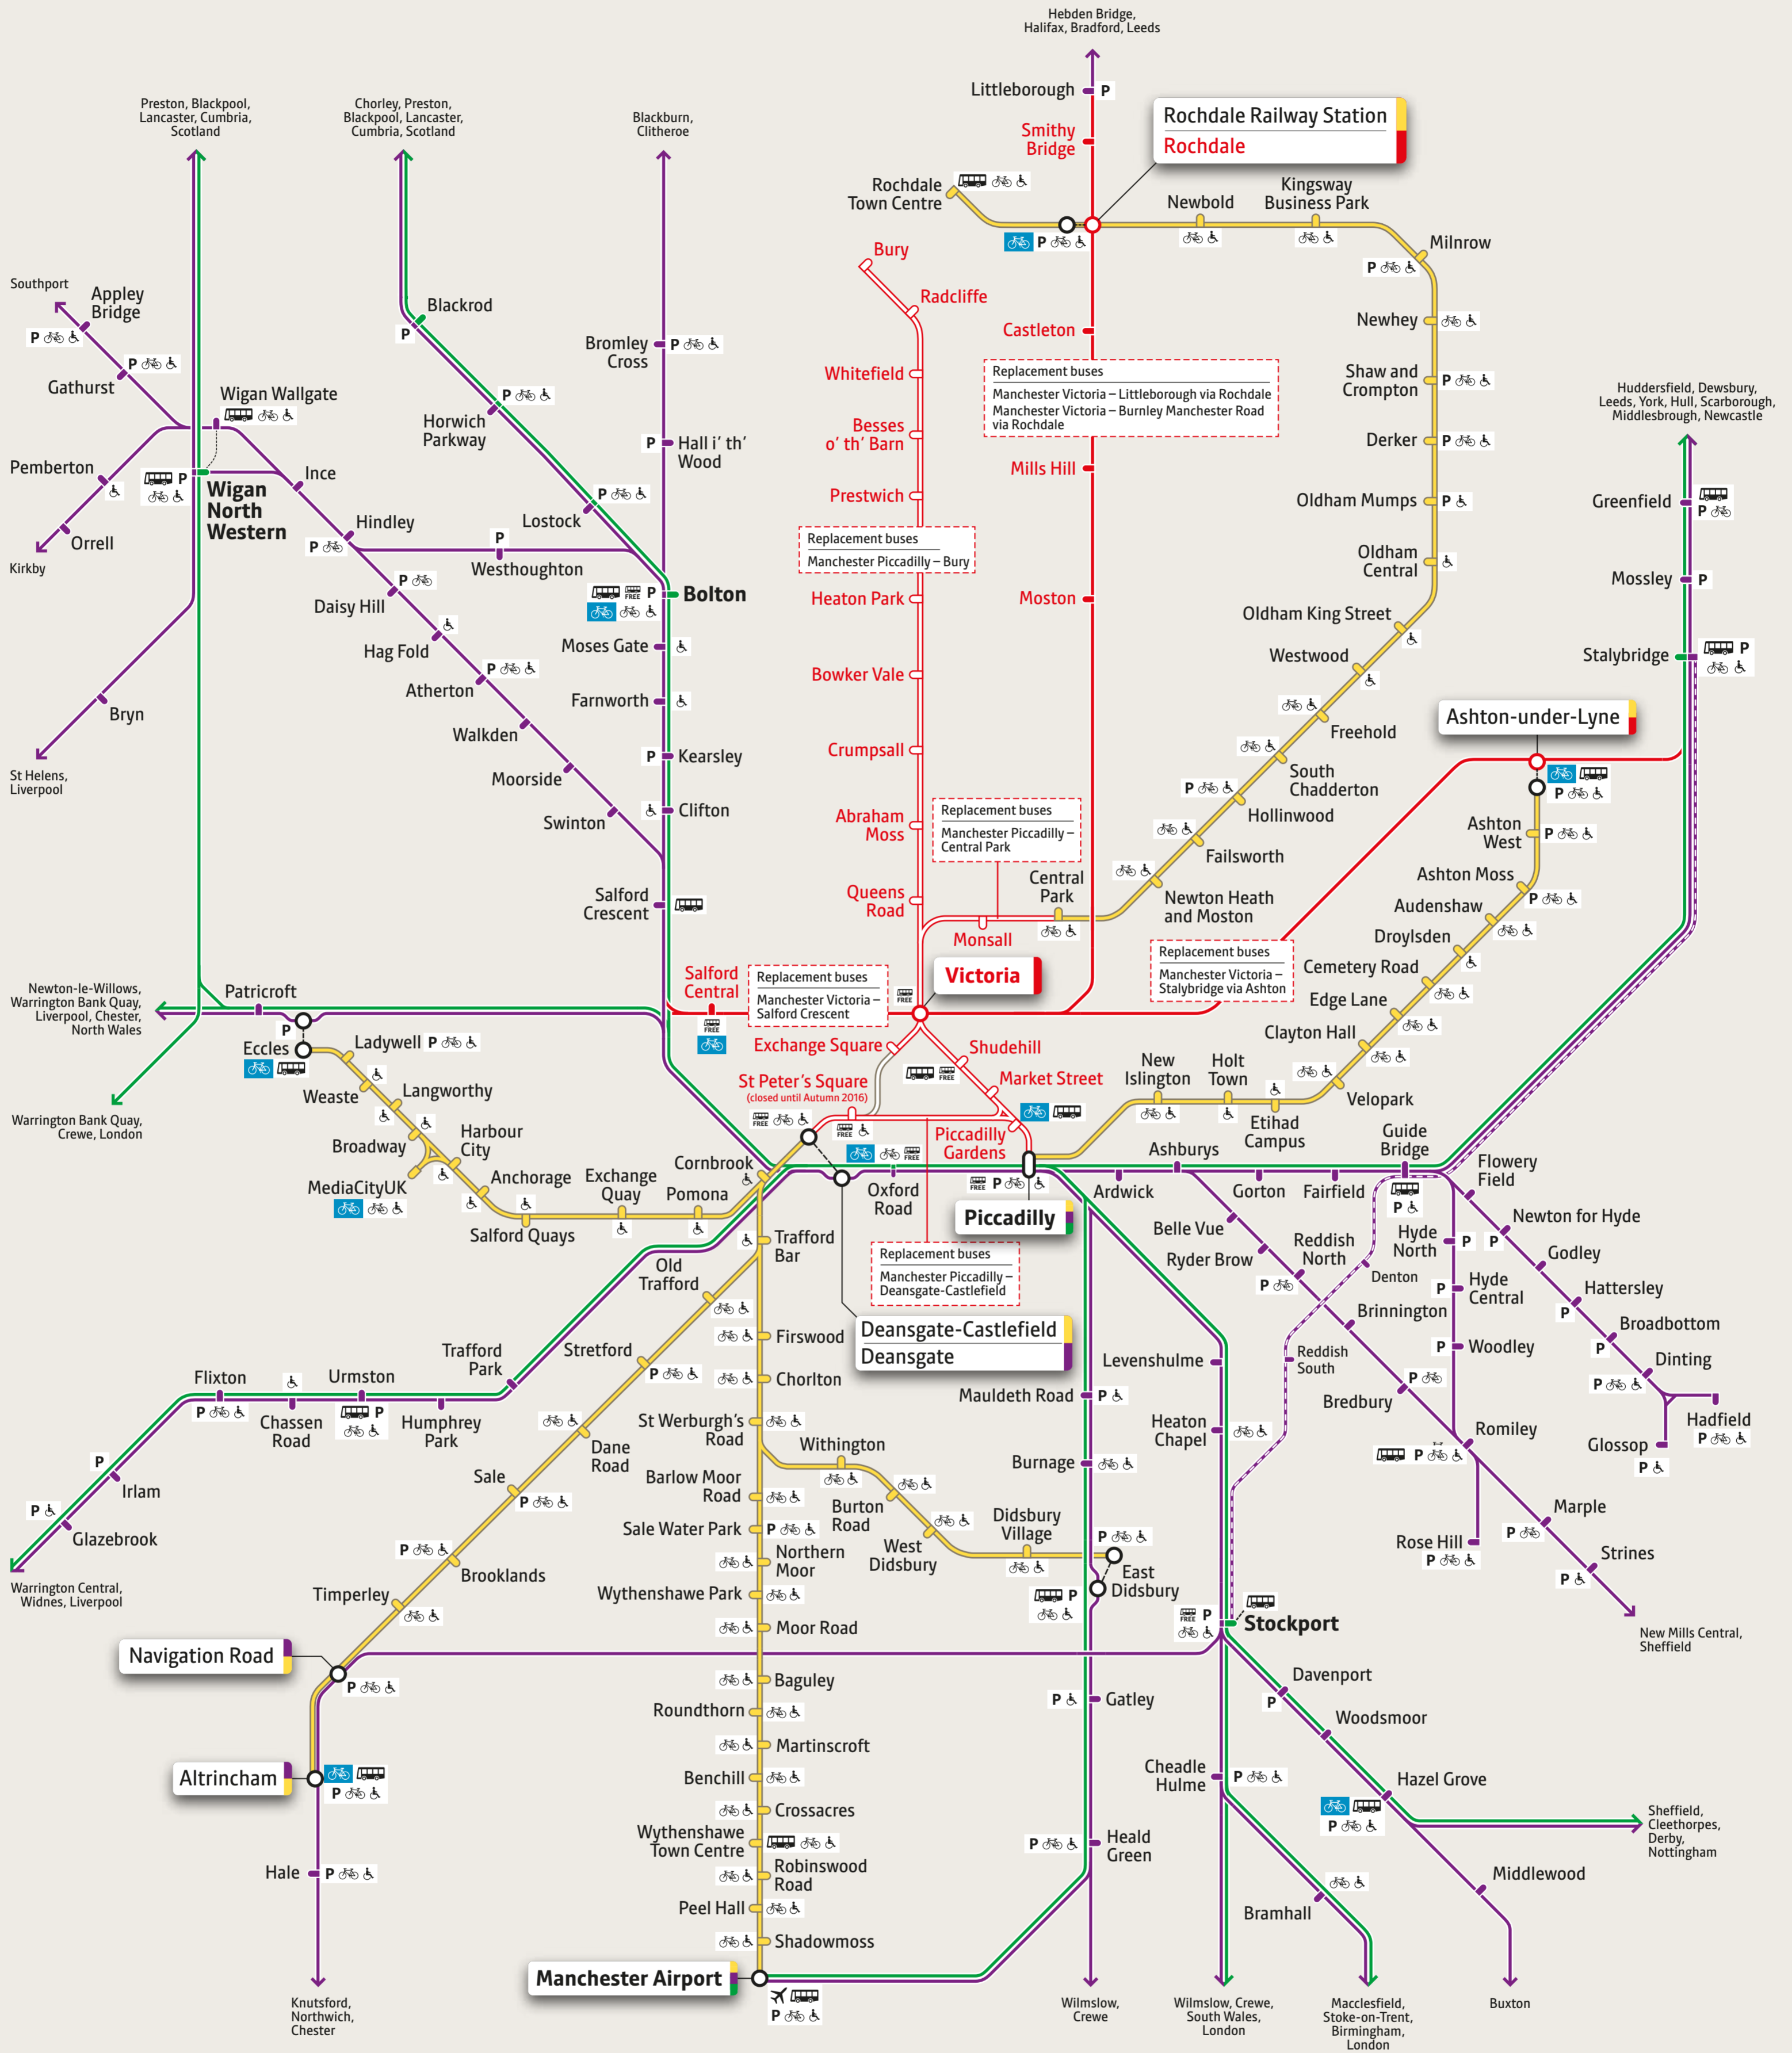 Hebden Bridge,
Halifax, Bradford, Leeds
Littleborough
P
Smithy
Bridge
Rochdale Railway Station
Rochdale
Preston, Blackpool,
Lancaster, Cumbria,
Scotland
Chorley, Preston,
Blackpool, Lancaster,
Cumbria, Scotland
Blackburn,
Clitheroe
Rochdale
Town Centre
P
Newbold
Kingsway
Business Park
Milnrow
P
Bury
Radcliffe
Southport
Appley
Bridge
P
Gathurst
P
Wigan Wallgate
Pemberton
Orrell
Kirkby
P
Wigan
North
Western
Ince
Hindley
P
Blackrod
P
Horwich
Parkway
P
Lostock
P
Bromley
Cross
P
P
Hall i' th'
Wood
P
Westhoughton
FREE
P
Bolton
Daisy Hill
P
Hag Fold
Atherton
P
Walkden
Moorside
Swinton
Moses Gate
Farnworth
P
Kearsley
Clifton
Salford
Crescent
Bryn
St Helens,
Liverpool
Whitefield
Besses
o' th' Barn
Prestwich
Replacement buses
Manchester Piccadilly – Bury
Heaton Park
Bowker Vale
Crumpsall
Abraham
Moss
Queens
Road
Castleton
Replacement buses
Manchester Victoria – Littleborough via Rochdale
Manchester Victoria – Burnley Manchester Road
via Rochdale
Mills Hill
Moston
Replacement buses
Manchester Piccadilly –
Central Park
Central
Park
Monsall
Newhey
Shaw and
Crompton
P
Derker
P
Oldham Mumps
P
Oldham
Central
Oldham King Street
Westwood
Freehold
South
Chadderton
P
Hollinwood
Failsworth
Newton Heath
and Moston
Huddersfield, Dewsbury,
Leeds, York, Hull, Scarborough,
Middlesbrough, Newcastle
Greenfield
P
Mossley
P
Stalybridge
P
Ashton-under-Lyne
P
Ashton
West
P
Ashton Moss
P
Audenshaw
Droylsden
Cemetery Road
Edge Lane
Clayton Hall
Velopark
Etihad
Campus
Holt
Town
New
Islington
Replacement buses
Manchester Victoria –
Stalybridge via Ashton
Newton-le-Willows,
Warrington Bank Quay,
Liverpool, Chester,
North Wales
Patricroft
P
Eccles
Ladywell
P
Weaste
Langworthy
Broadway
Harbour
City
MediaCityUK
Anchorage
Salford Quays
Exchange
Quay
Pomona
Cornbrook
Warrington Bank Quay,
Crewe, London
Salford
Central
FREE
Replacement buses
Manchester Victoria –
Salford Crescent
FREE
Victoria
Exchange Square
Shudehill
FREE
Market Street
St Peter's Square
(closed until Autumn 2016)
FREE
FREE
FREE
Piccadilly
Gardens
Oxford
Road
FREE
P
Piccadilly
Replacement buses
Manchester Piccadilly –
Deansgate-Castlefield
Deansgate-Castlefield
Deansgate
Ardwick
Ashburys
Gorton
Fairfield
Guide
Bridge
P
Flowery
Field
Newton for Hyde
P
Godley
Hattersley
P
Broadbottom
P
Dinting
P
Hadfield
P
Glossop
P
Belle Vue
Ryder Brow
Reddish
North
P
Denton
Reddish
South
Brinnington
Bredbury
P
Hyde
North
P
P
Hyde
Central
P
Woodley
Romiley
P
Rose Hill
P
Marple
P
Strines
P
New Mills Central,
Sheffield
Trafford
Bar
Old
Trafford
Firswood
Stretford
P
Chorlton
St Werburgh's
Road
Dane
Road
Sale
P
Brooklands
P
Timperley
Barlow Moor
Road
Sale Water Park
P
Northern
Moor
Wythenshawe Park
Moor Road
Baguley
Roundthorn
Martinscroft
Benchill
Crossacres
Wythenshawe
Town Centre
Robinswood
Road
Peel Hall
Shadowmoss
Manchester Airport
P
Withington
Burton
Road
West
Didsbury
Didsbury
Village
P
East
Didsbury
P
Trafford
Park
Flixton
P
Chassen
Road
Urmston
P
Humphrey
Park
P
Irlam
P
Glazebrook
Warrington Central,
Widnes, Liverpool
Navigation Road
P
Altrincham
P
Hale
P
Knutsford,
Northwich,
Chester
Mauldeth Road
P
Burnage
Levenshulme
Heaton
Chapel
FREE
P
Stockport
P
Gatley
Cheadle
Hulme
P
P
Heald
Green
Davenport
P
Woodsmoor
Hazel Grove
P
Sheffield,
Cleethorpes,
Derby,
Nottingham
Middlewood
Bramhall
Wilmslow,
Crewe
Wilmslow, Crewe,
South Wales,
London
Macclesfield,
Stoke-on-Trent,
Birmingham,
London
Buxton